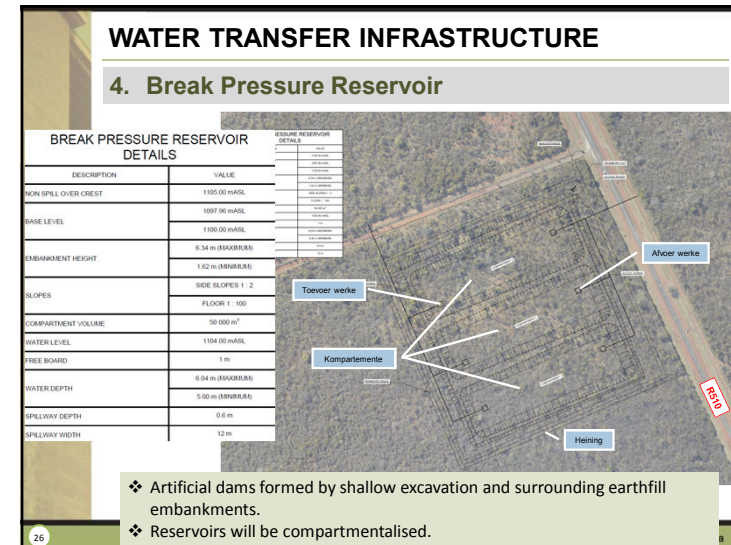 WATER TRANSFER INFRASTRUCTURE
4. Break Pressure Reservoir
BREAK PRESSURE RESERVOIR
DETAILS
DESCRIPTION VALUE
NON SPILL OVER CREST 1105.00 mASL
BASE LEVEL 1097.96 mASL
1100.00 mASL
EMBANKMENT HEIGHT 6.34 m (MAXIMUM)
1.62 m (MINIMUM)
SLOPES SIDE SLOPES 1 : 2
FLOOR 1 : 100
COMPARTMENT VOLUME 50 000 m³
WATER LEVEL 1104.00 mASL
FREE BOARD 1 m
WATER DEPTH 6.04 m (MAXIMUM)
5.00 m (MINIMUM)
SPILLWAY DEPTH 0.6 m
SPILLWAY WIDTH 12 m
Afvoer werke
Toevoer werke
Kompartemente
R510
Heining
❖ Artificial dams formed by shallow excavation and surrounding earthfill
embankments.
❖ Reservoirs will be compartmentalised.
26